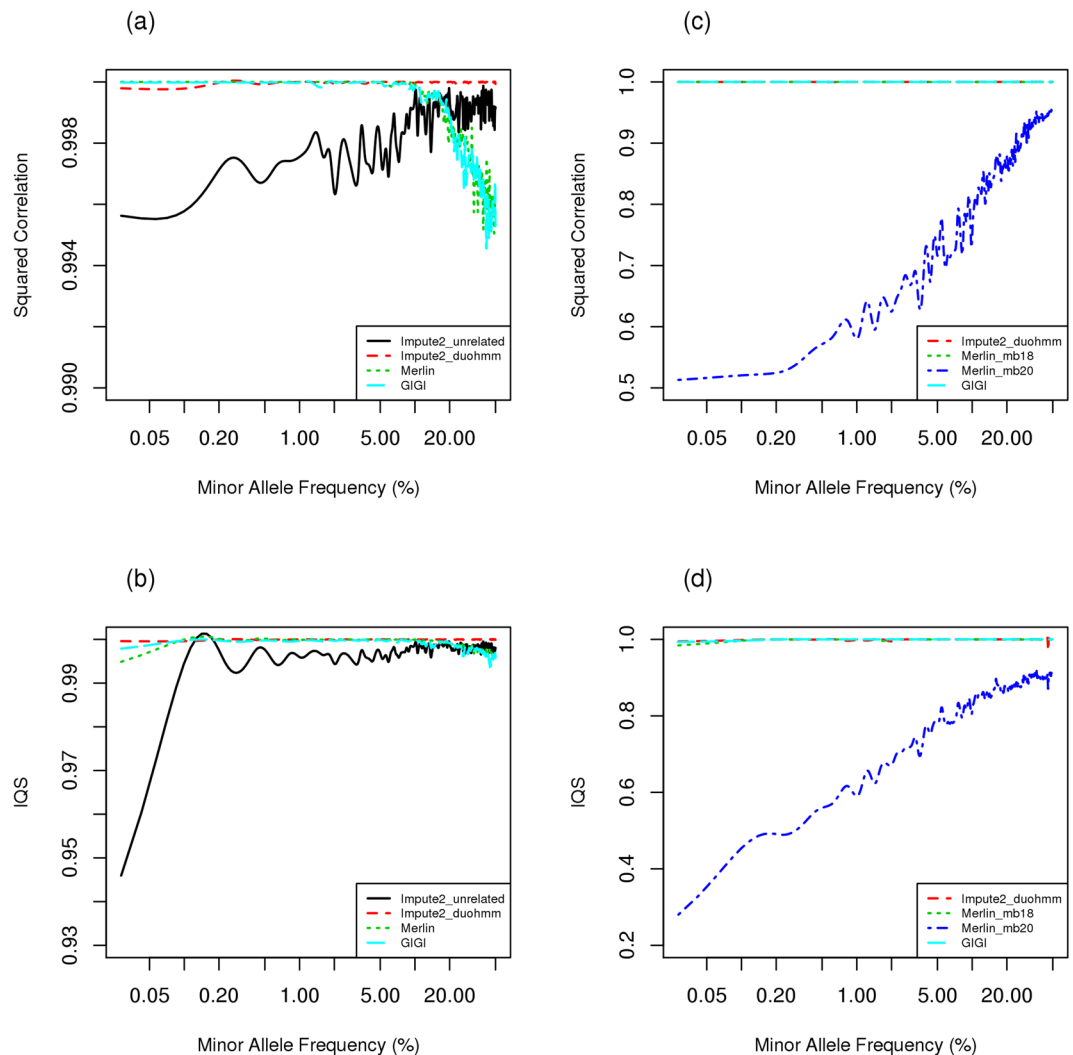 (a)
Squared Correlation
0.998
0.994
0.990
Impute2_unrelated
Impute2_duohmm
Merlin
GIGI
0.05 0.20 1.00 5.00 20.00
Minor Allele Frequency (%)
(c)
Squared Correlation
1.0
0.9
0.8
0.7
0.6
0.5
Impute2_duohmm
Merlin_mb18
Merlin_mb20
GIGI
0.05 0.20 1.00 5.00 20.00
Minor Allele Frequency (%)
(b)
IQS
0.99
0.97
0.95
0.93
Impute2_unrelated
Impute2_duohmm
Merlin
GIGI
0.05 0.20 1.00 5.00 20.00
Minor Allele Frequency (%)
(d)
IQS
1.0
0.8
0.6
0.4
0.2
Impute2_duohmm
Merlin_mb18
Merlin_mb20
GIGI
0.05 0.20 1.00 5.00 20.00
Minor Allele Frequency (%)